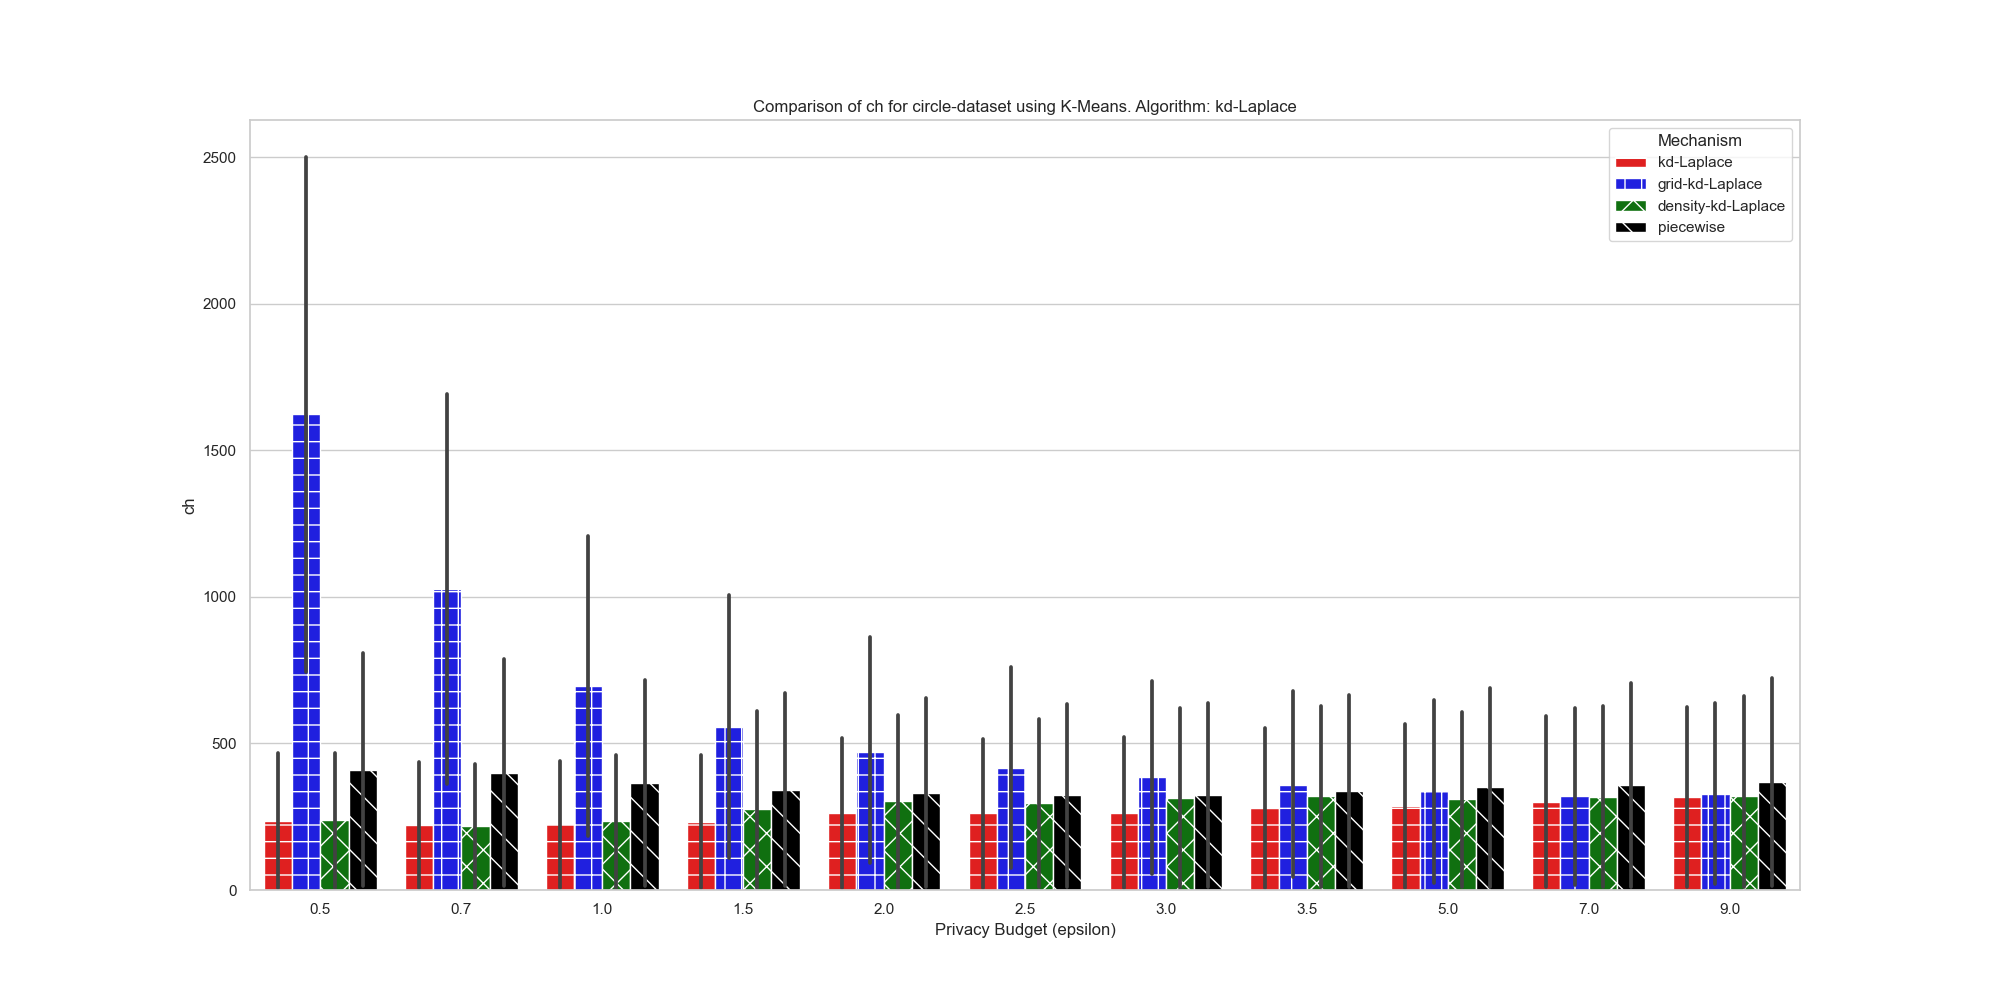 Comparison of ch for circle-dataset using K-Means. Algorithm: kd-Laplace
Mechanism
kd-Laplace
grid-kd-Laplace
density-kd-Laplace
piecewise
2500
2000
1500
1000
500
0
ch
0.5 0.7 1.0 1.5 2.0 2.5 3.0 3.5 5.0 7.0 9.0
Privacy Budget (epsilon)